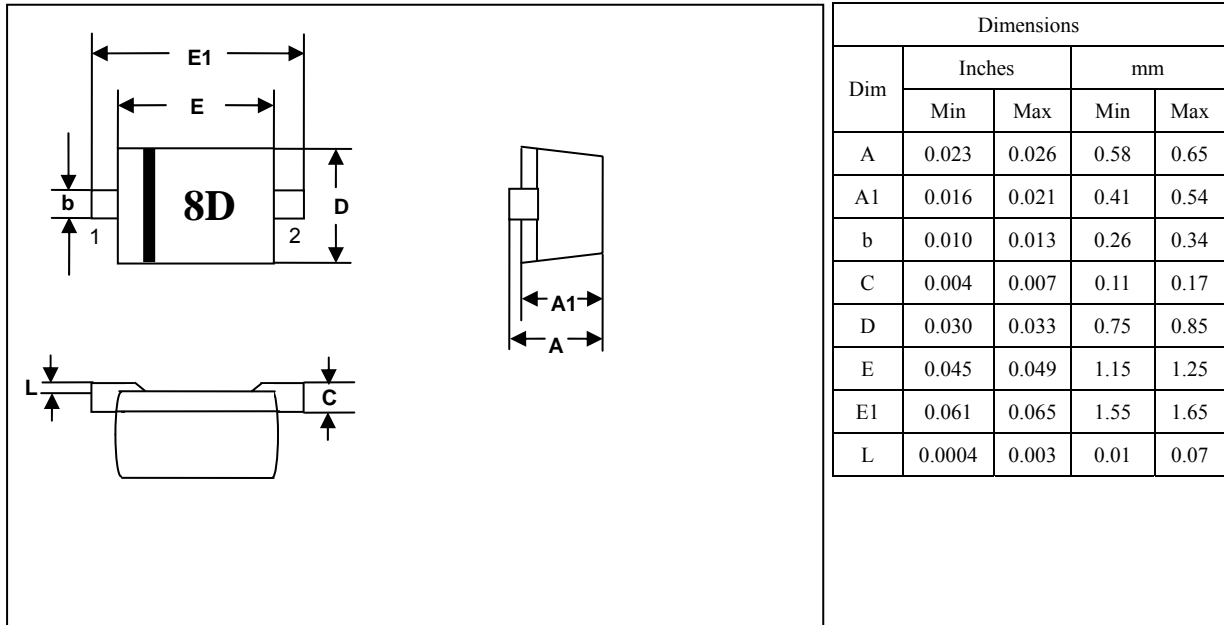 E1
E
b
8D
D
1
2
A1
A
L
C
Dimensions
Dim Inches mm
Min Max Min Max
A 0.023 0.026 0.58 0.65
A1 0.016 0.021 0.41 0.54
b 0.010 0.013 0.26 0.34
C 0.004 0.007 0.11 0.17
D 0.030 0.033 0.75 0.85
E 0.045 0.049 1.15 1.25
E1 0.061 0.065 1.55 1.65
L 0.0004 0.003 0.01 0.07